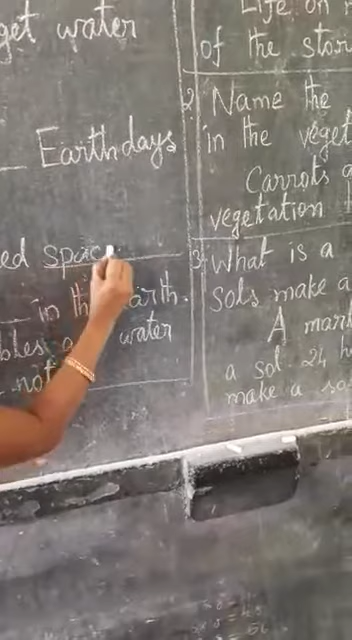 get water
Earthdays
ed space
in the Earth.
water
not
Life on
of the stor
2. Name the
in the veget
Carrots a
vegetation
3. What is a
Sols make a
A mart
a sol. 24 h
make a so